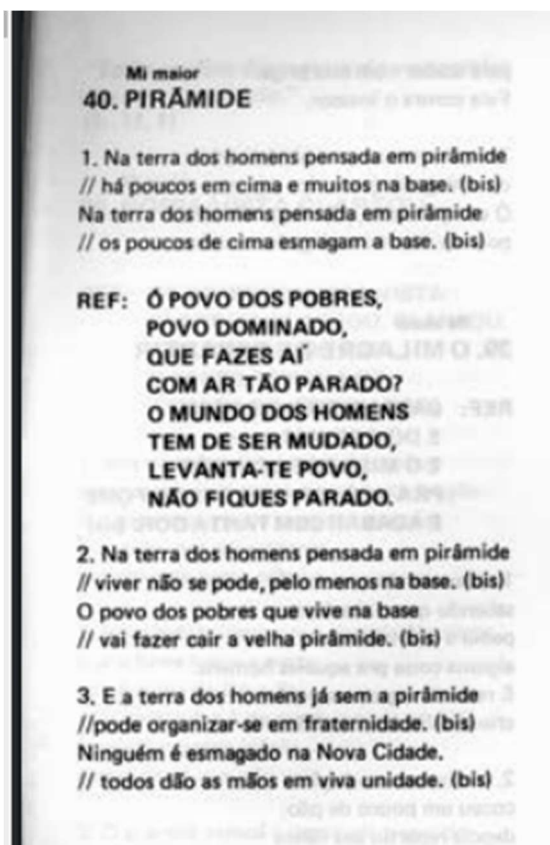 Mi maior
40. PIRÂMIDE
1. Na terra dos homens pensada em pirâmide
// há poucos em cima e muitos na base. (bis)
Na terra dos homens pensada em pirâmide
// os poucos de cima esmagam a base. (bis)
REF: Ó POVO DOS POBRES,
POVO DOMINADO,
QUE FAZES AÍ
COM AR TÃO PARADO?
O MUNDO DOS HOMENS
TEM DE SER MUDADO,
LEVANTA-TE POVO,
NÃO FIQUES PARADO.
2. Na terra dos homens pensada em pirâmide
// viver não se pode, pelo menos na base. (bis)
O povo dos pobres que vive na base
// vai fazer cair a velha pirâmide. (bis)
3. E a terra dos homens já sem a pirâmide
//pode organizar-se em fraternidade. (bis)
Ninguém é esmagado na Nova Cidade.
// todos dão as mãos em viva unidade. (bis)